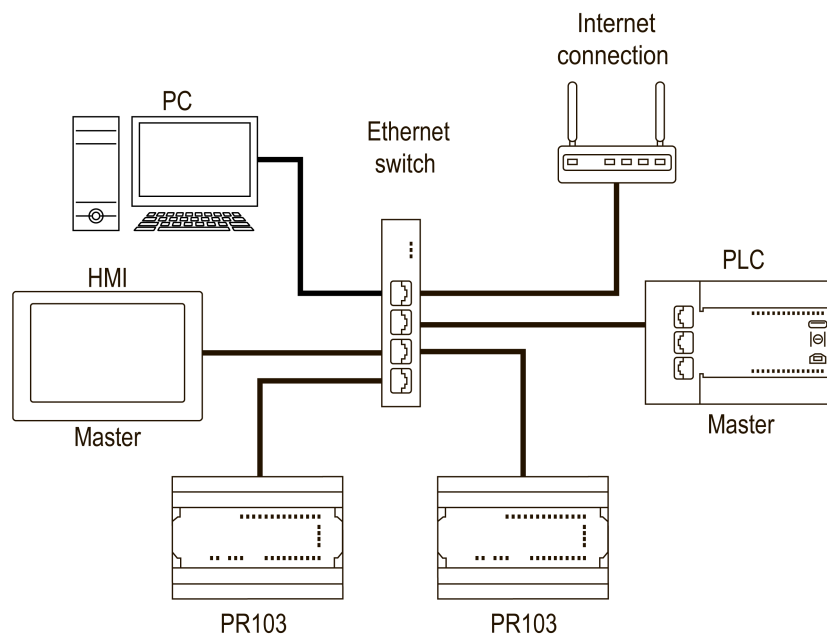 Internet
connection
PC
Ethernet
switch
HMI
PLC
Master
Master
PR103
PR103